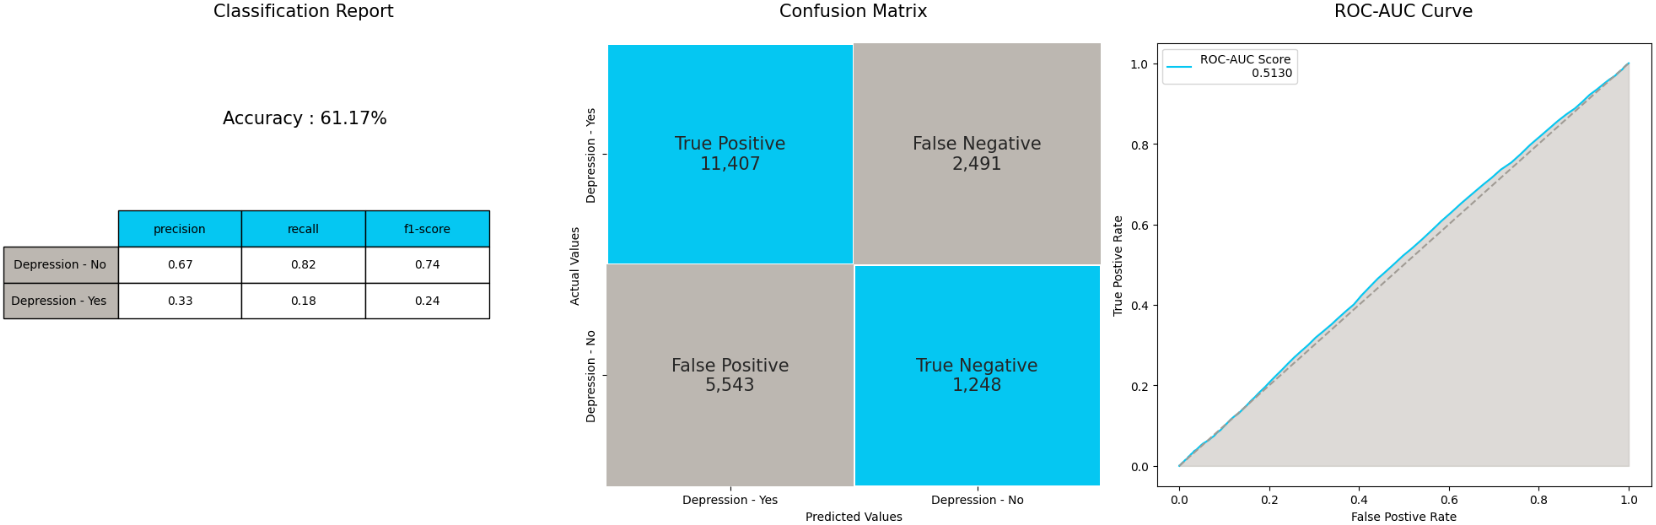 Classification Report
Accuracy : 61.17%
precision recall f1-score
Depression - No 0.67 0.82 0.74
Depression - Yes 0.33 0.18 0.24
Confusion Matrix
Actual Values
Depression - Yes
Depression - No
True Positive
11,407
False Negative
2,491
False Positive
5,543
True Negative
1,248
Depression - Yes
Depression - No
Predicted Values
ROC-AUC Curve
ROC-AUC Score
0.5130
True Postive Rate
1.0
0.8
0.6
0.4
0.2
0.0
0.0 0.2 0.4 0.6 0.8 1.0
False Postive Rate